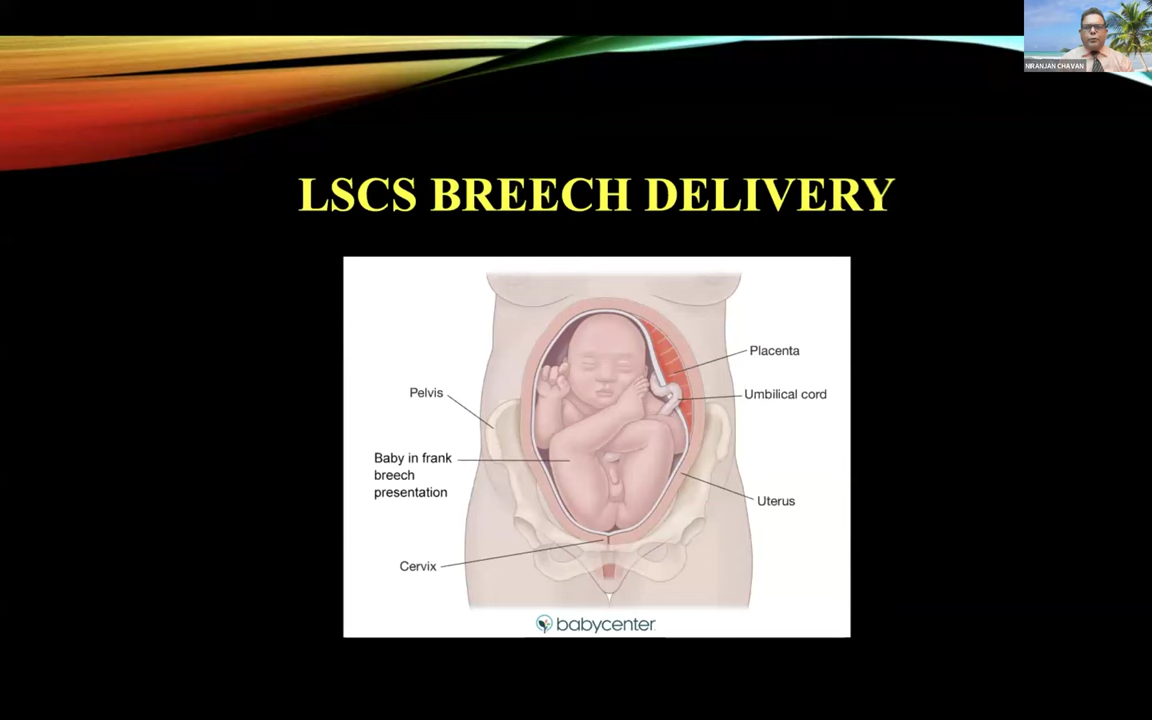 NIRANJAN CHAVAN
LSCS BREECH DELIVERY
Placenta
Pelvis
Umbilical cord
Baby in frank
breech
presentation
Uterus
Cervix
babycenter